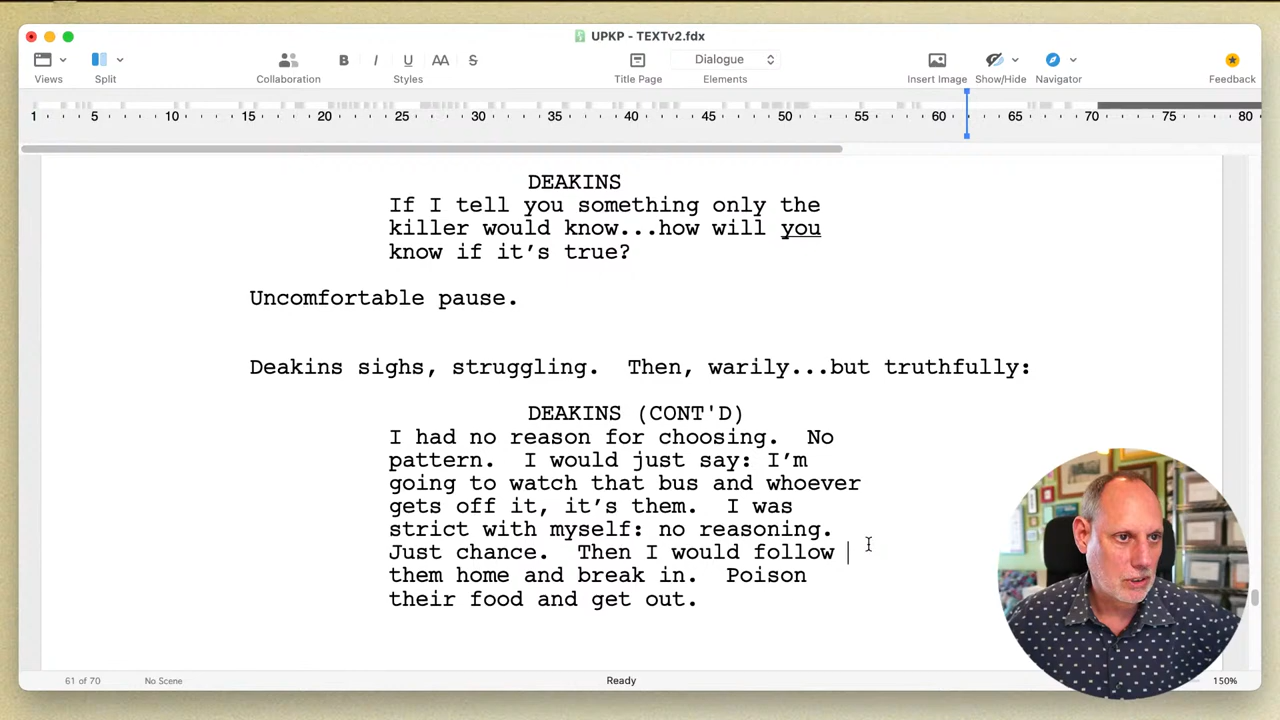 UPKP - TEXTv2.fdx
B I U AA S Dialogue
Views Split Collaboration Styles Title Page Elements Insert Image Show/Hide Navigator Feedback
1 5 10 15 20 25 30 35 40 45 50 55 60 65 70 75 80
DEAKINS
If I tell you something only the
killer would know...how will you
know if it’s true?
Uncomfortable pause.
Deakins sighs, struggling. Then, warily...but truthfully:
DEAKINS (CONT'D)
I had no reason for choosing. No
pattern. I would just say: I’m
going to watch that bus and whoever
gets off it, it’s them. I was
strict with myself: no reasoning.
Just chance. Then I would follow
them home and break in. Poison
their food and get out.
61 of 70 No Scene Ready 150%